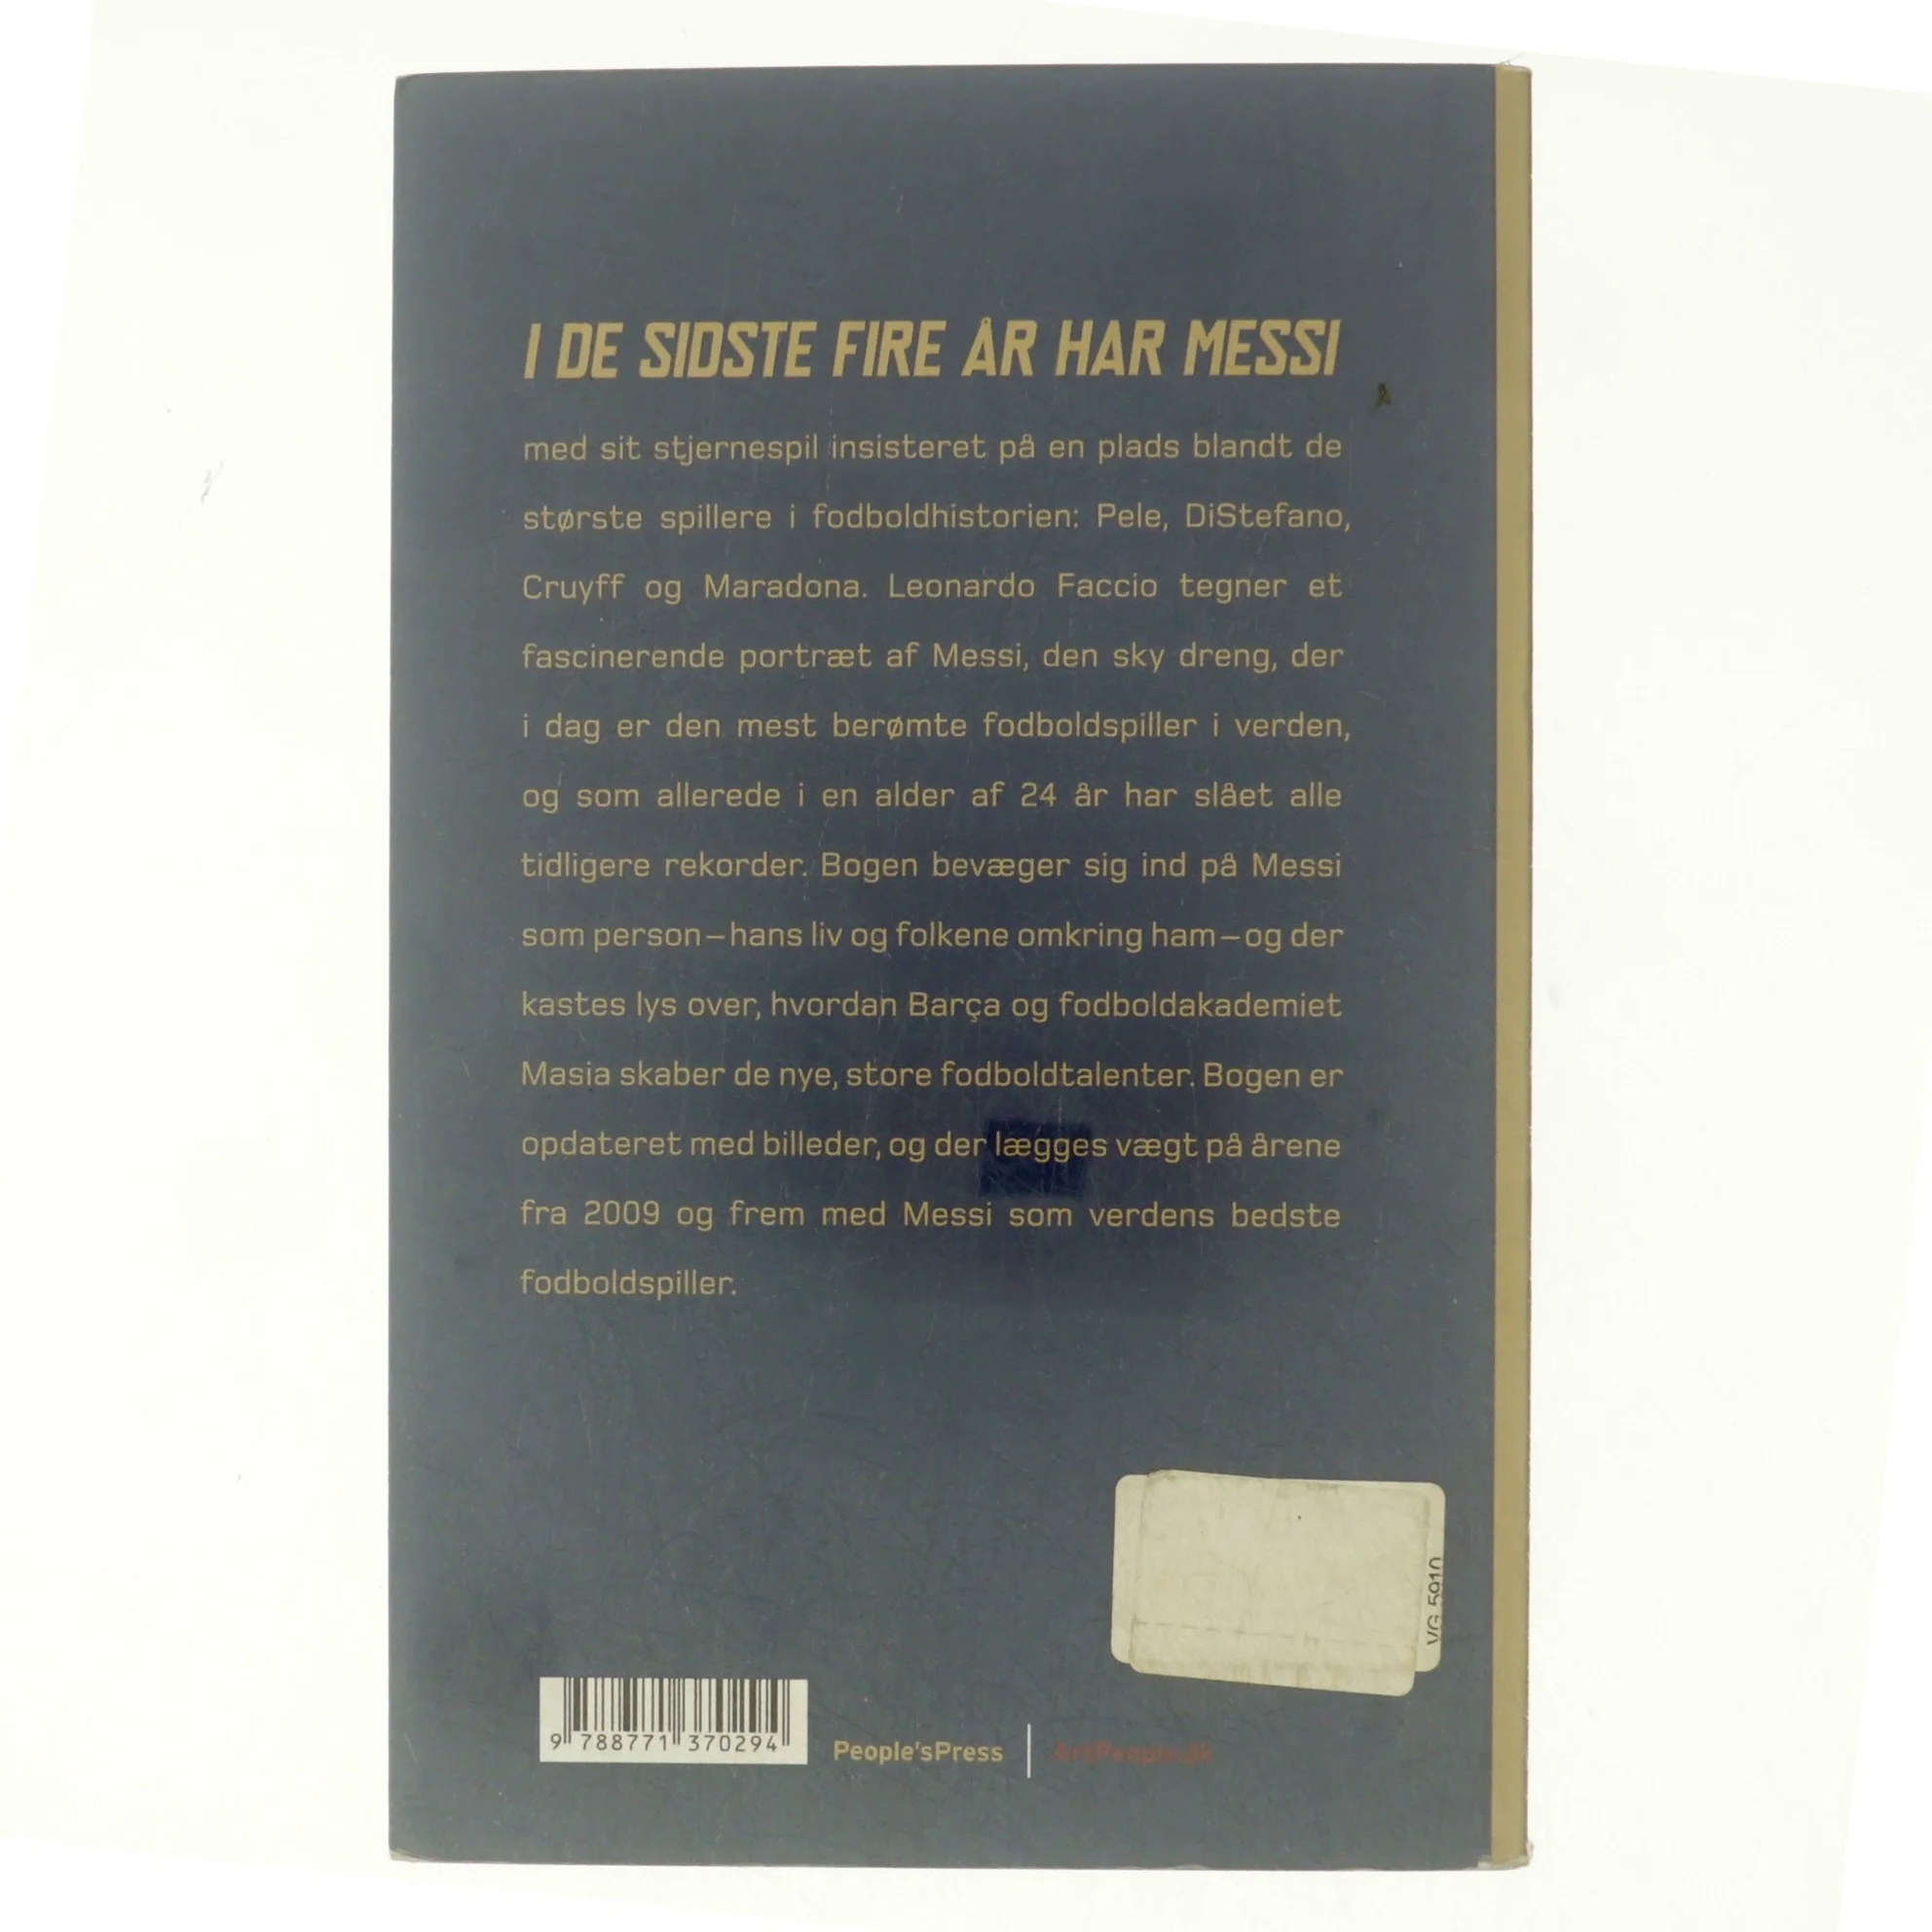 I DE SIDSTE FIRE ÅR HAR MESSI
med sit stjernespil insisteret på en plads blandt de
største spillere i fodboldhistorien: Pele, DiStefano,
Cruyff og Maradona. Leonardo Faccio tegner et
fascinerende portræt af Messi, den sky dreng, der
i dag er den mest berømte fodboldspiller i verden,
og som allerede i en alder af 24 år har slået alle
tidligere rekorder. Bogen bevæger sig ind på Messi
som person – hans liv og folkene omkring ham – og der
kastes lys over, hvordan Barça og fodboldakademiet
Masia skaber de nye, store fodboldtalenter. Bogen er
opdateret med billeder, og der lægges vægt på årene
fra 2009 og frem med Messi som verdens bedste
fodboldspiller.
VG 5910
9 788771 370294
People'sPress | ArtPeople.dk